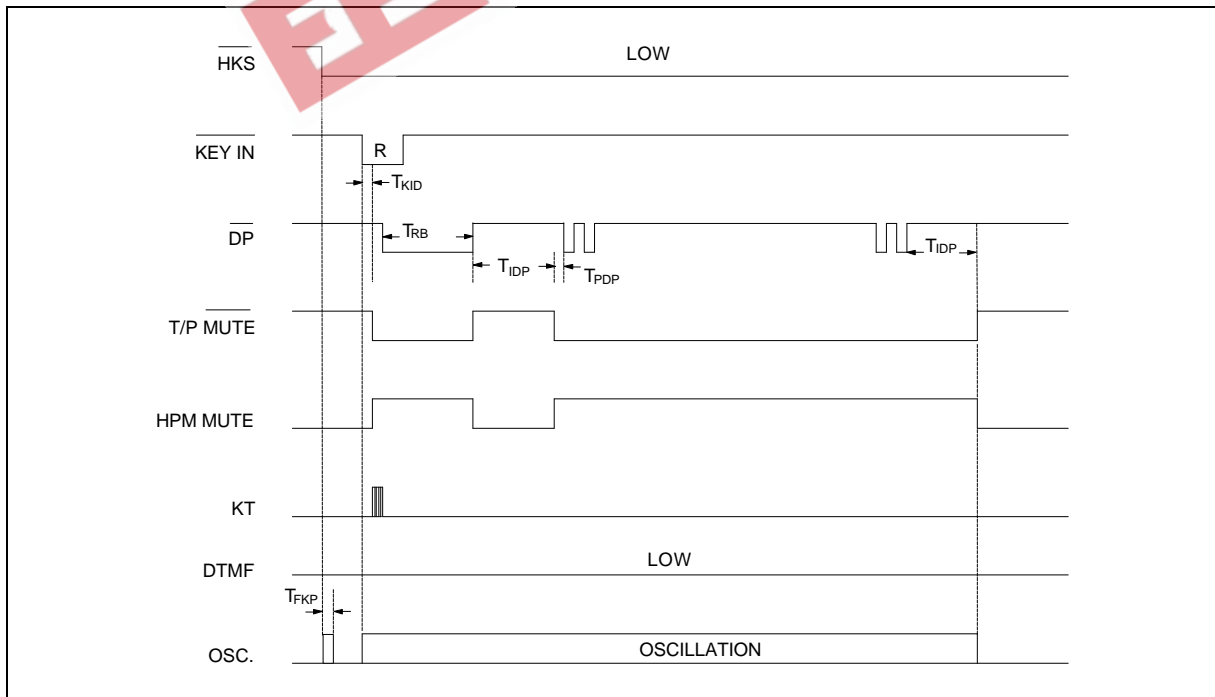 HKS
LOW
KEY IN
R
TKID
DP
TRB
TIDP
TPDP
TIDP
T/P MUTE
HPM MUTE
KT
DTMF
LOW
TFKP
OSC.
OSCILLATION